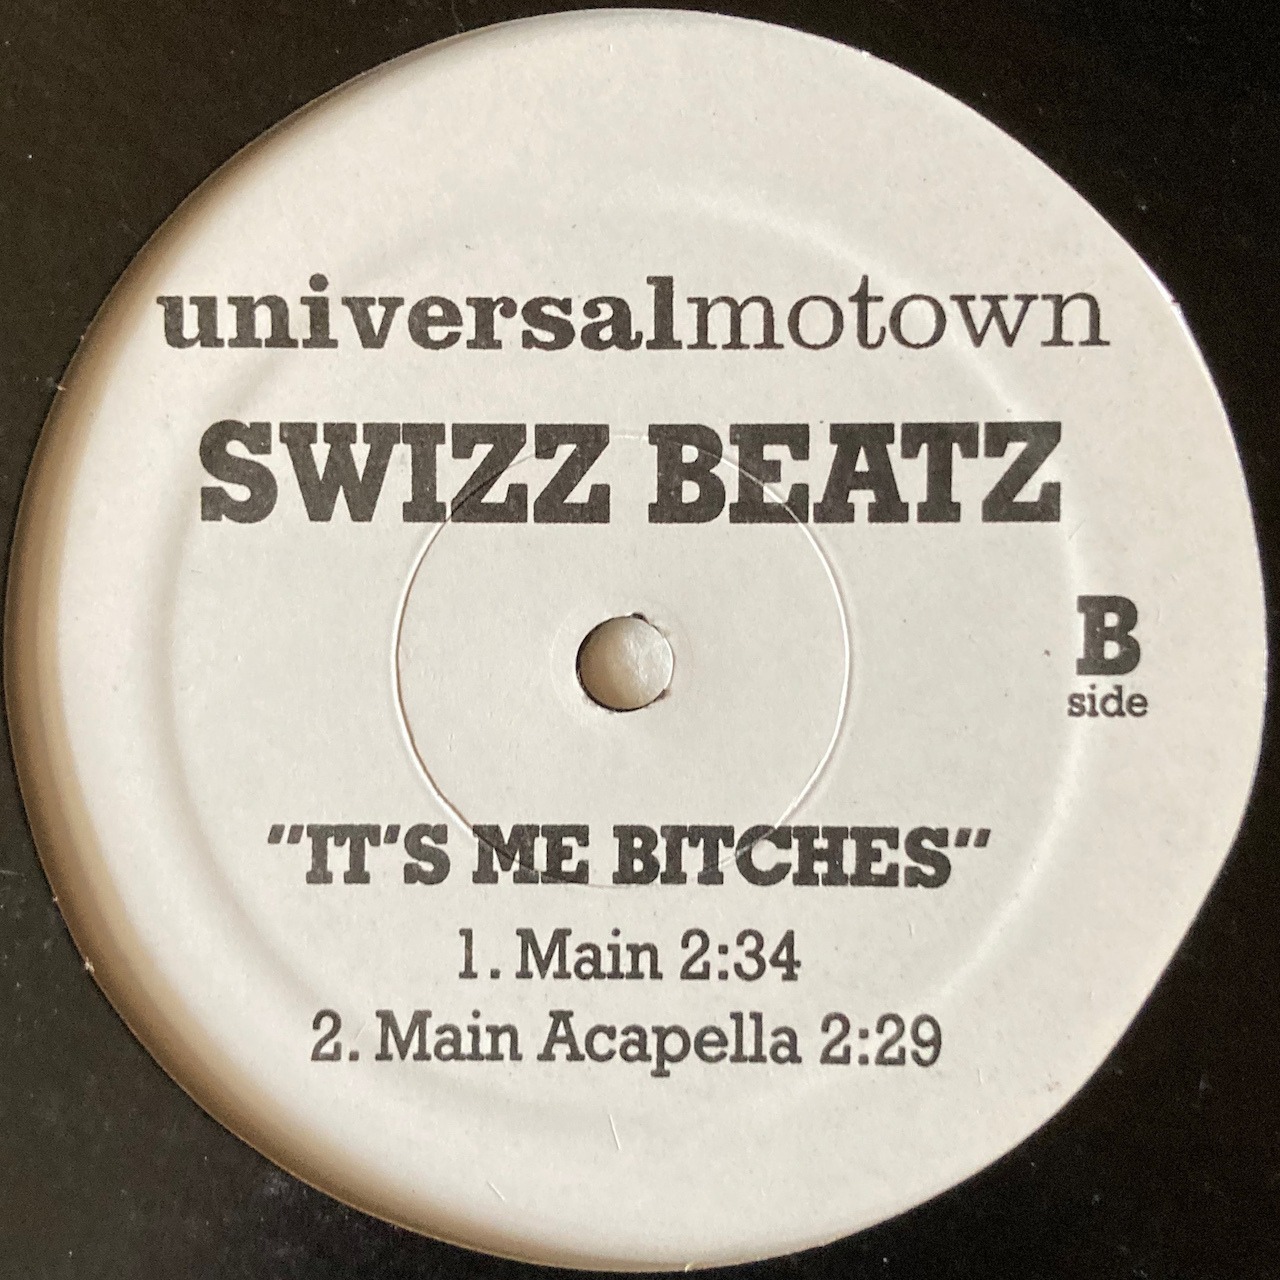 universalmotown
SWIZZ BEATZ
B
side
"IT'S ME BITCHES"
1. Main 2:34
2. Main Acapella 2:29